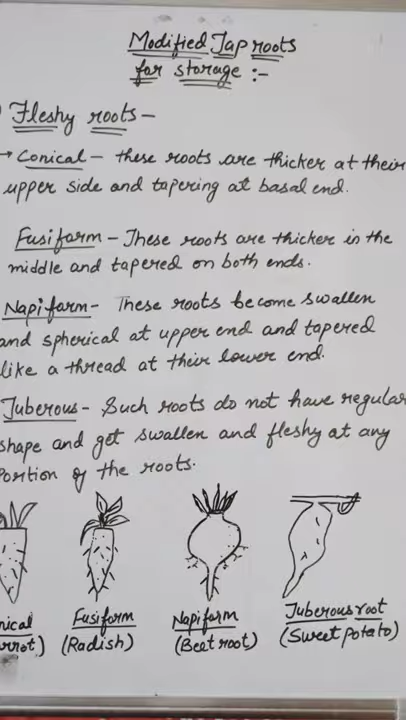 Modified Tap roots
for storage :-
Fleshy roots -
→ Conical - these roots are thicker at their
upper side and tapering at basal end.
Fusiform - These roots are thicker in the
middle and tapered on both ends.
Napiform - These roots become swollen
and spherical at upper end and tapered
like a thread at their lower end.
Tuberous - Such roots do not have regular
shape and get swollen and fleshy at any
portion of the roots.
nical Fusiform Napiform Tuberous root
rrot) (Radish) (Beet root) (Sweet potato)